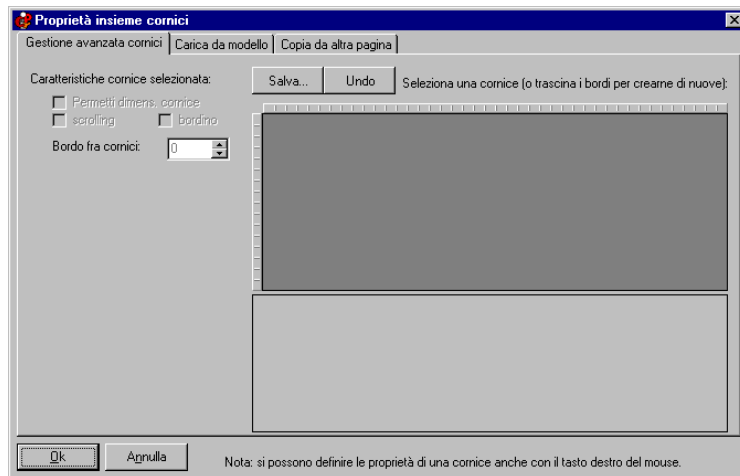 Proprietà insieme cornici
Gestione avanzata cornici Carica da modello Copia da altra pagina
Caratteristiche cornice selezionata:
Salva... Undo Seleziona una cornice (o trascina i bordi per crearne di nuove):
Permetti dimens. cornice
scrolling bordino
Bordo fra cornici: 0
Ok Annulla
Nota: si possono definire le proprietà di una cornice anche con il tasto destro del mouse.